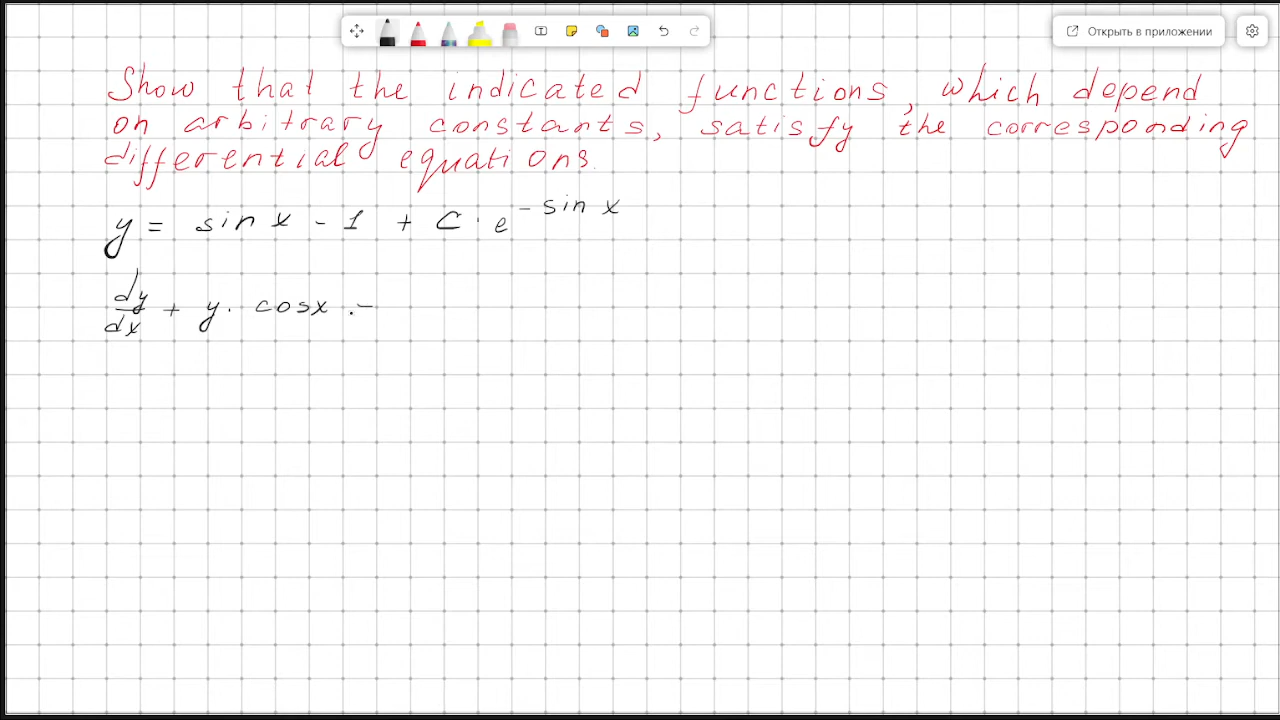 Открыть в приложении
Show that the indicated functions, which depend
on arbitrary constants, satisfy the corresponding
differential equations.
y = sin x - 1 + C · e^{- sin x}
dy/dx + y · cosx =